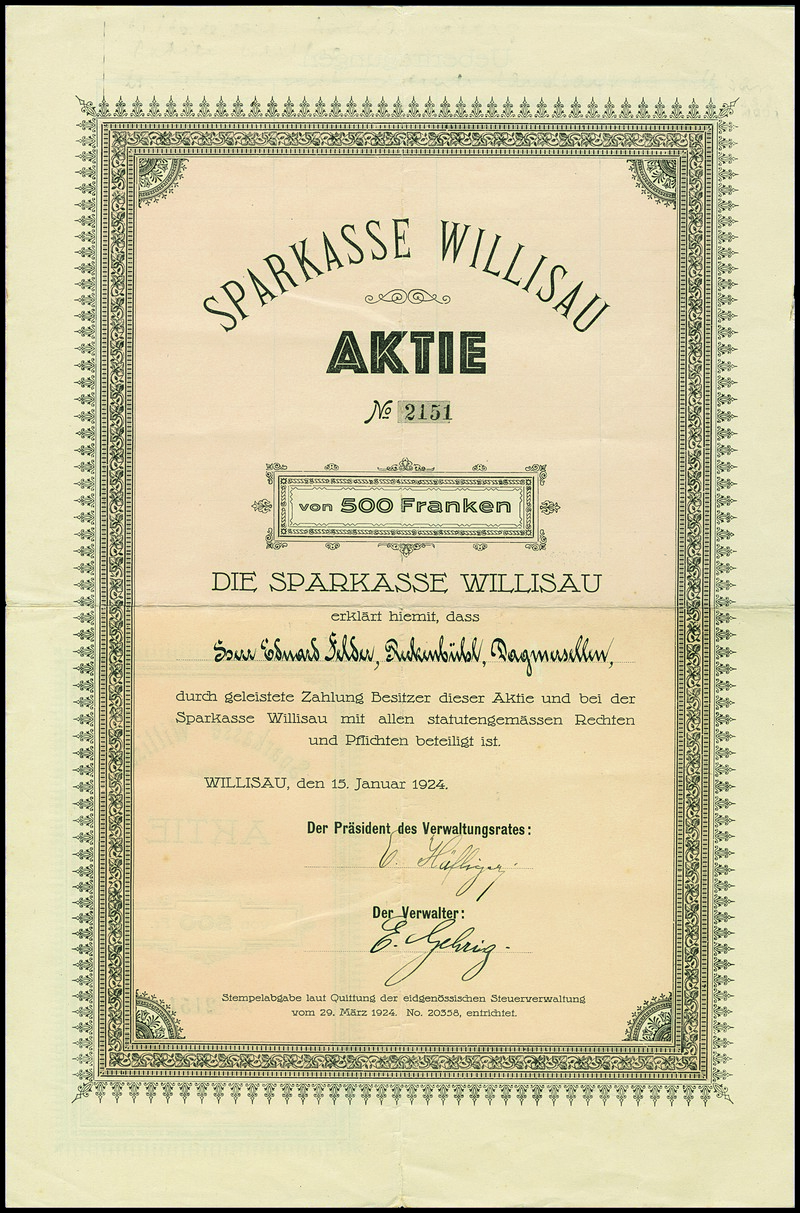 SPARKASSE WILLISAU
AKTIE
No 2151
von 500 Franken
DIE SPARKASSE WILLISAU
erklärt hiemit, dass
Herr Eduard Felder, Reckenbühl, Dagmersellen,
durch geleistete Zahlung Besitzer dieser Aktie und bei der
Sparkasse Willisau mit allen statutengemässen Rechten
und Pflichten beteiligt ist.
WILLISAU, den 15. Januar 1924.
Der Präsident des Verwaltungsrates:
Häfliger.
Der Verwalter:
E. Gehrig.
Stempelabgabe laut Quittung der eidgenössischen Steuerverwaltung
vom 29. März 1924. No. 20358, entrichtet.